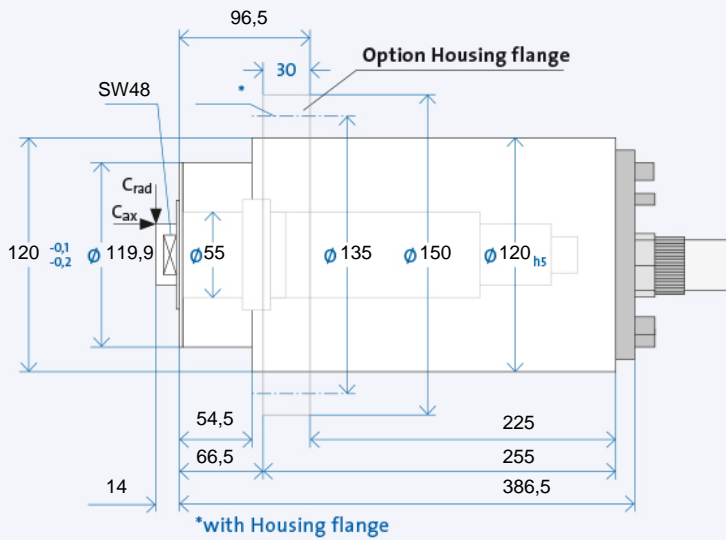 96,5
Option Housing flange
30
*
SW48
Crad
Cax
120 -0,1 -0,2
Ø 119,9
Ø55
Ø 135
Ø 150
Ø 120 h5
54,5
225
66,5
255
14
386,5
*with Housing flange